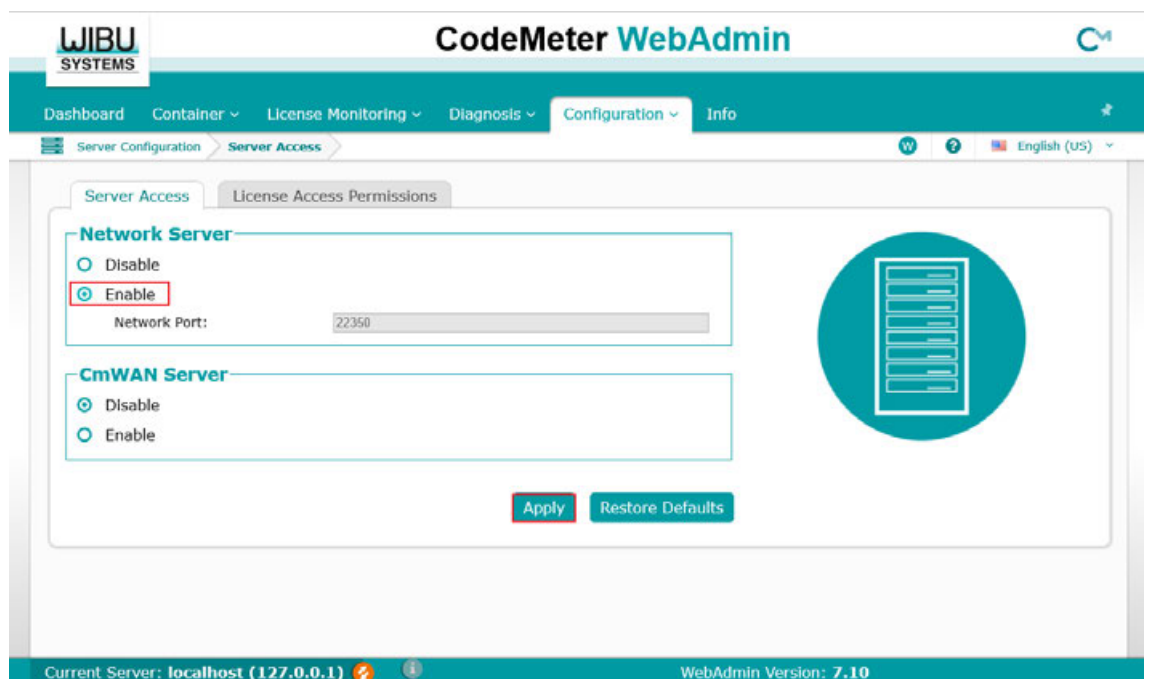 WIBU
SYSTEMS
CodeMeter WebAdmin
CM
Dashboard Container License Monitoring Diagnosis Configuration Info
Server Configuration Server Access W ? English (US)
Server Access License Access Permissions
Network Server
Disable
Enable
Network Port: 22350
CmWAN Server
Disable
Enable
Apply Restore Defaults
Current Server: localhost (127.0.0.1) i WebAdmin Version: 7.10